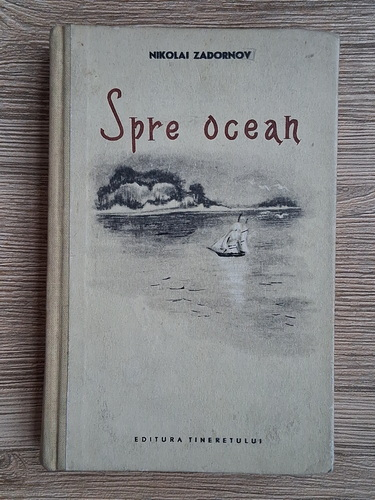 NIKOLAI ZADORNOV
Spre ocean
EDITURA TINERETULUI